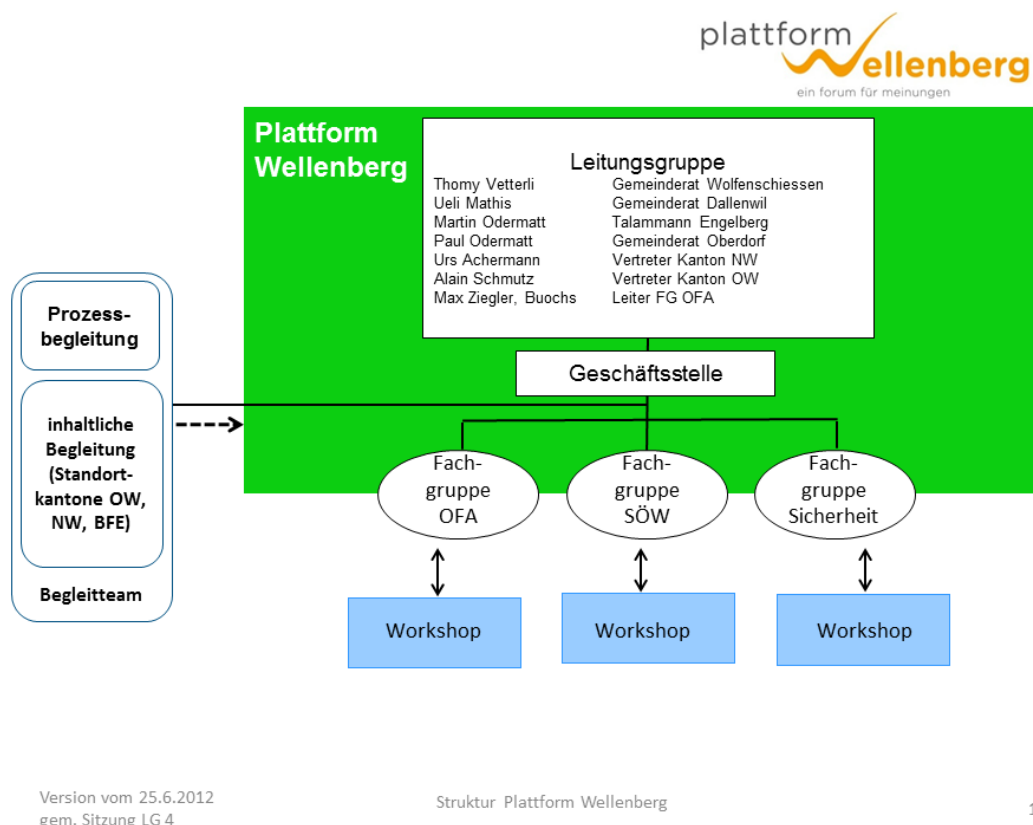 plattform
Wellenberg
ein forum für meinungen
Plattform
Wellenberg
Leitungsgruppe
Thomy Vetterli Gemeinderat Wolfenschiessen
Ueli Mathis Gemeinderat Dallenwil
Martin Odermatt Talammann Engelberg
Paul Odermatt Gemeinderat Oberdorf
Urs Achermann Vertreter Kanton NW
Alain Schmutz Vertreter Kanton OW
Max Ziegler, Buochs Leiter FG OFA
Geschäftsstelle
Prozess-
begleitung
inhaltliche
Begleitung
(Standort-
kantone OW,
NW, BFE)
Begleitteam
Fach-
gruppe
OFA
Fach-
gruppe
SÖW
Fach-
gruppe
Sicherheit
Workshop
Workshop
Workshop
Version vom 25.6.2012
gem. Sitzung LG 4
Struktur Plattform Wellenberg
1